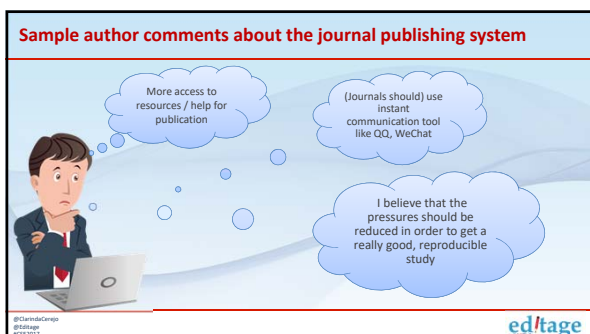 Sample author comments about the journal publishing system
More access to
resources / help for
publication
(Journals should) use
instant
communication tool
like QQ, WeChat
I believe that the
pressures should be
reduced in order to get a
really good, reproducible
study
@ClarindaCerejo
@Editage
editage